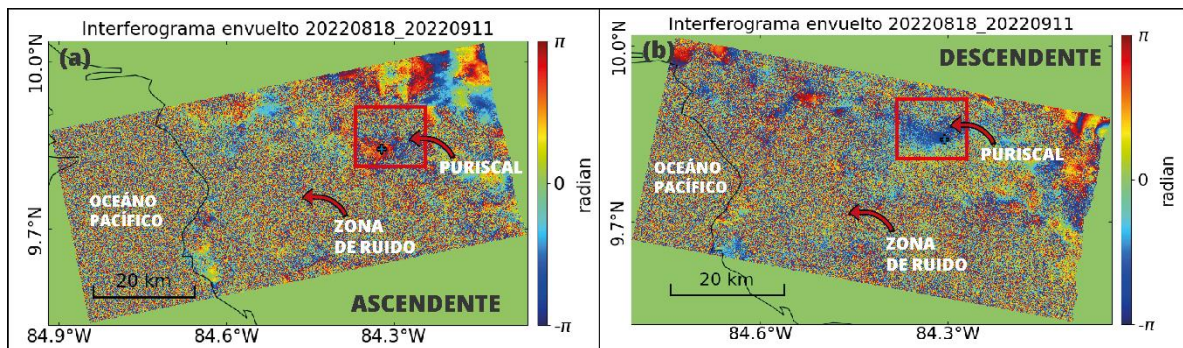 Interferograma envuelto 20220818_20220911
(a)
10.0°N
9.7°N
PURISCAL
OCEÁNO
PACÍFICO
ZONA
DE RUIDO
20 km
ASCENDENTE
84.9°W
84.6°W
84.3°W
π
0
-π
radian
Interferograma envuelto 20220818_20220911
(b)
DESCENDENTE
10.0°N
9.7°N
PURISCAL
OCEÁNO
PACÍFICO
ZONA
DE RUIDO
20 km
84.6°W
84.3°W
π
0
-π
radian